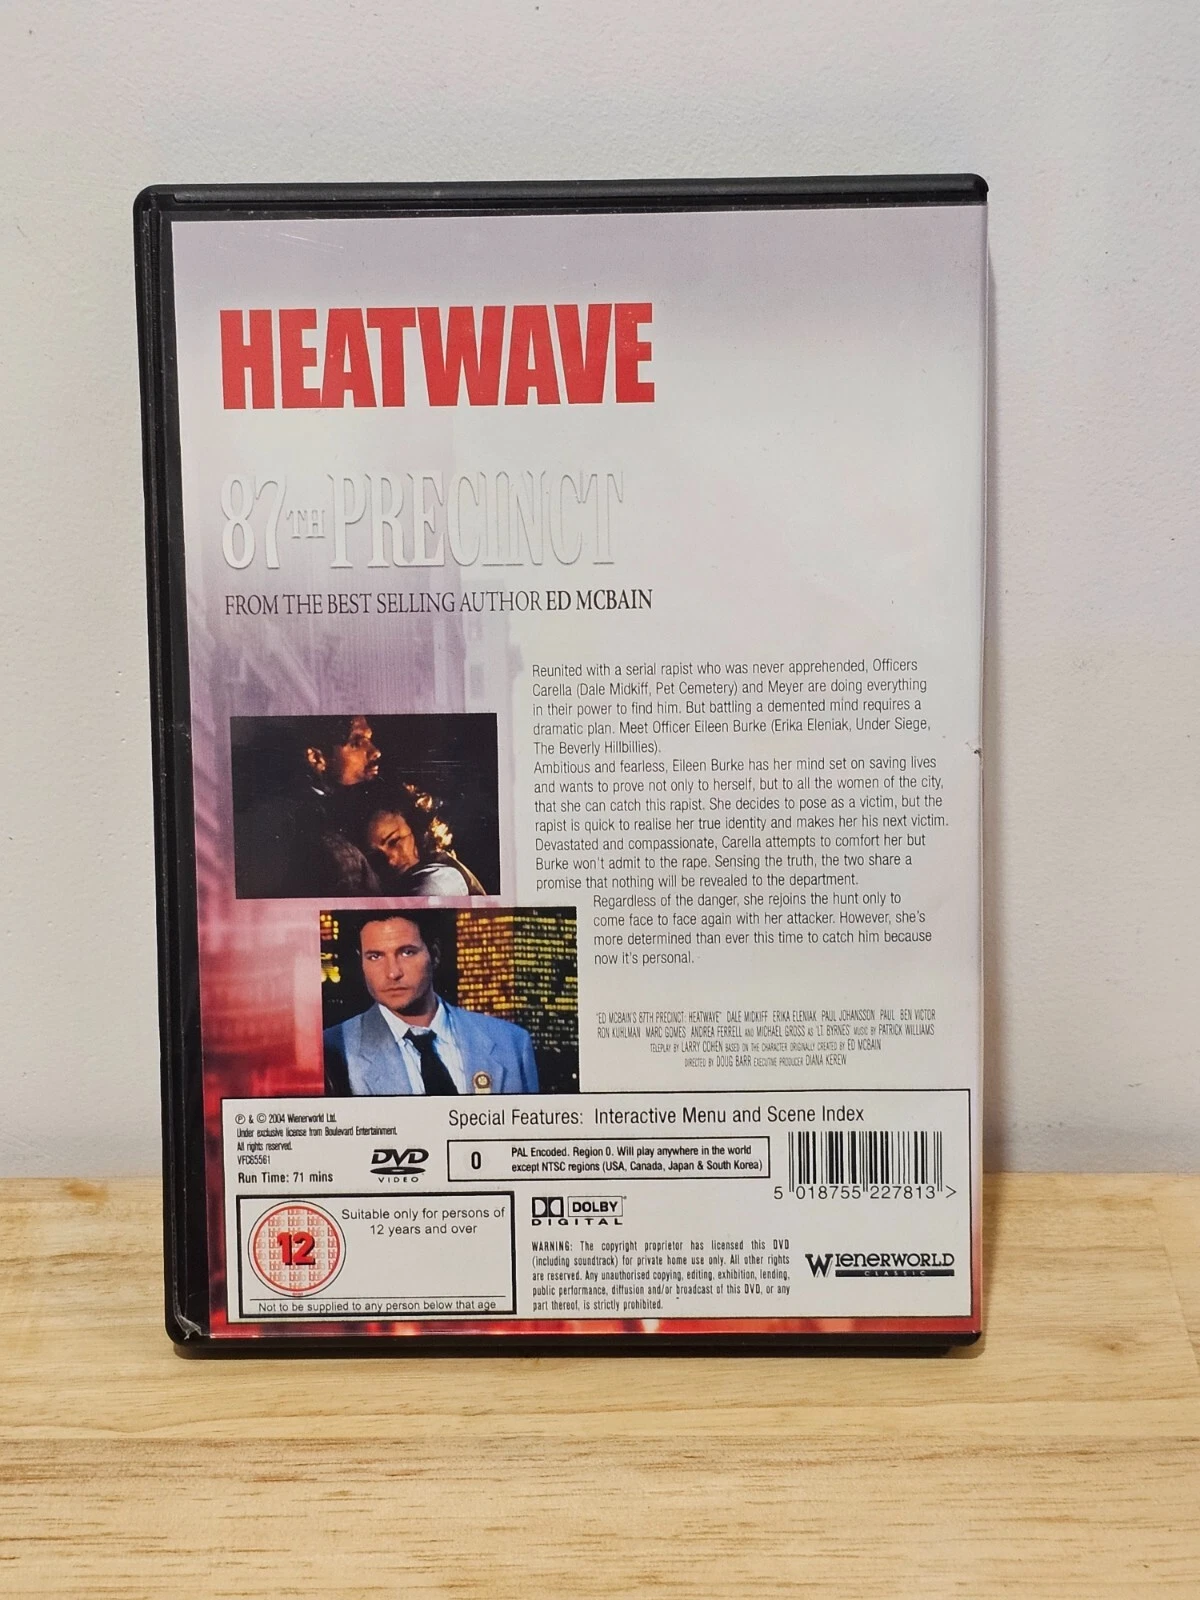 HEATWAVE
87TH PRECINCT
FROM THE BEST SELLING AUTHOR ED MCBAIN
Reunited with a serial rapist who was never apprehended, Officers
Carella (Dale Midkiff, Pet Cemetery) and Meyer are doing everything
in their power to find him. But battling a demented mind requires a
dramatic plan. Meet Officer Eileen Burke (Erika Eleniak, Under Siege,
The Beverly Hillbillies).
Ambitious and fearless, Eileen Burke has her mind set on saving lives
and wants to prove not only to herself, but to all the women of the city,
that she can catch this rapist. She decides to pose as a victim, but the
rapist is quick to realise her true identity and makes her his next victim.
Devastated and compassionate, Carella attempts to comfort her but
Burke won't admit to the rape. Sensing the truth, the two share a
promise that nothing will be revealed to the department.
Regardless of the danger, she rejoins the hunt only to
come face to face again with her attacker. However, she's
more determined than ever this time to catch him because
now it's personal.
"ED MCBAIN'S 87TH PRECINCT: HEATWAVE" DALE MIDKIFF ERIKA ELENIAK PAUL JOHANSSON PAUL BEN VICTOR
RON KUHLMAN MARC GOMES ANDREA FERRELL AND MICHAEL GROSS AS 'LT BYRNES' MUSIC BY PATRICK WILLIAMS
TELEPLAY BY LARRY COHEN BASED ON THE CHARACTER ORIGINALLY CREATED BY ED MCBAIN
DIRECTED BY DOUG BARR EXECUTIVE PRODUCER DIANA KEREW
℗ & © 2004 Wienerworld Ltd.
Under exclusive license from Boulevard Entertainment.
All rights reserved.
VFC65561
Run Time: 71 mins
DVD
VIDEO
Special Features: Interactive Menu and Scene Index
0
PAL Encoded. Region 0. Will play anywhere in the world
except NTSC regions (USA, Canada, Japan & South Korea)
5 018755 227813 >
12
Suitable only for persons of
12 years and over
Not to be supplied to any person below that age
DOLBY
DIGITAL
WARNING: The copyright proprietor has licensed this DVD
(including soundtrack) for private home use only. All other rights
are reserved. Any unauthorised copying, editing, exhibition, lending,
public performance, diffusion and/or broadcast of this DVD, or any
part thereof, is strictly prohibited.
WIENERWORLD
CLASSIC